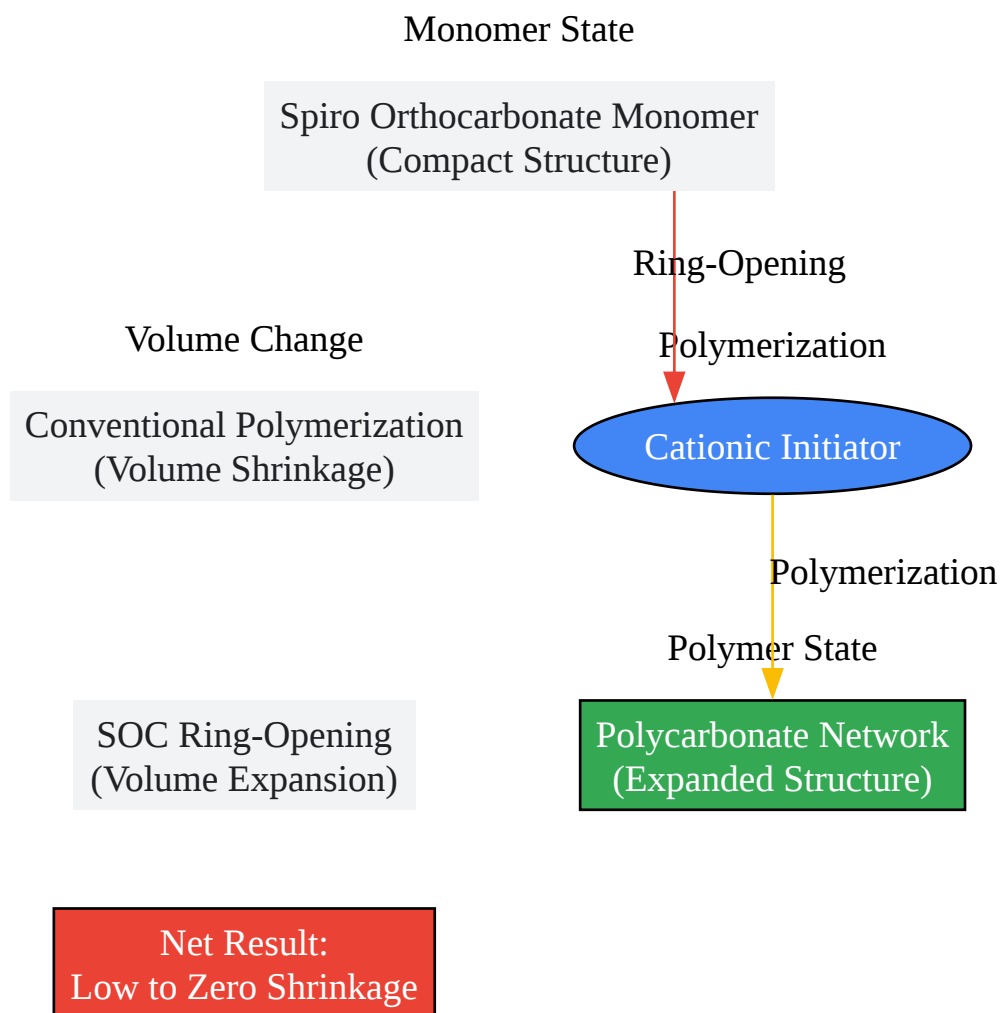 Monomer State
Spiro Orthocarbonate Monomer
(Compact Structure)
Ring-Opening
Volume Change
Polymerization
Conventional Polymerization
(Volume Shrinkage)
Cationic Initiator
Polymerization
Polymer State
SOC Ring-Opening
(Volume Expansion)
Polycarbonate Network
(Expanded Structure)
Net Result:
Low to Zero Shrinkage